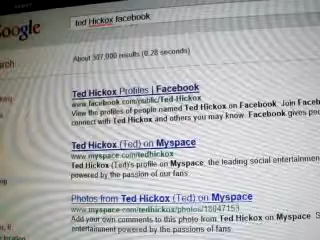 Google
ted Hickox facebook
About 307,000 results (0.28 seconds)
arch
Ted Hickox Profiles | Facebook
www.facebook.com/public/Ted-Hickox
View the profiles of people named Ted Hickox on Facebook. Join Faceb
connect with Ted Hickox and others you may know. Facebook gives peo
Ted Hickox (Ted) on Myspace
www.myspace.com/tedhickox
Ted Hickox (Ted)'s profile on Myspace, the leading social entertainment
powered by the passion of our fans
Photos from Ted Hickox (Ted) on Myspace
www.myspace.com/tedhickox/photos/18047153
Add your own comments to this photo from Ted Hickox on Myspace. S
entertainment powered by the passions of fans
location